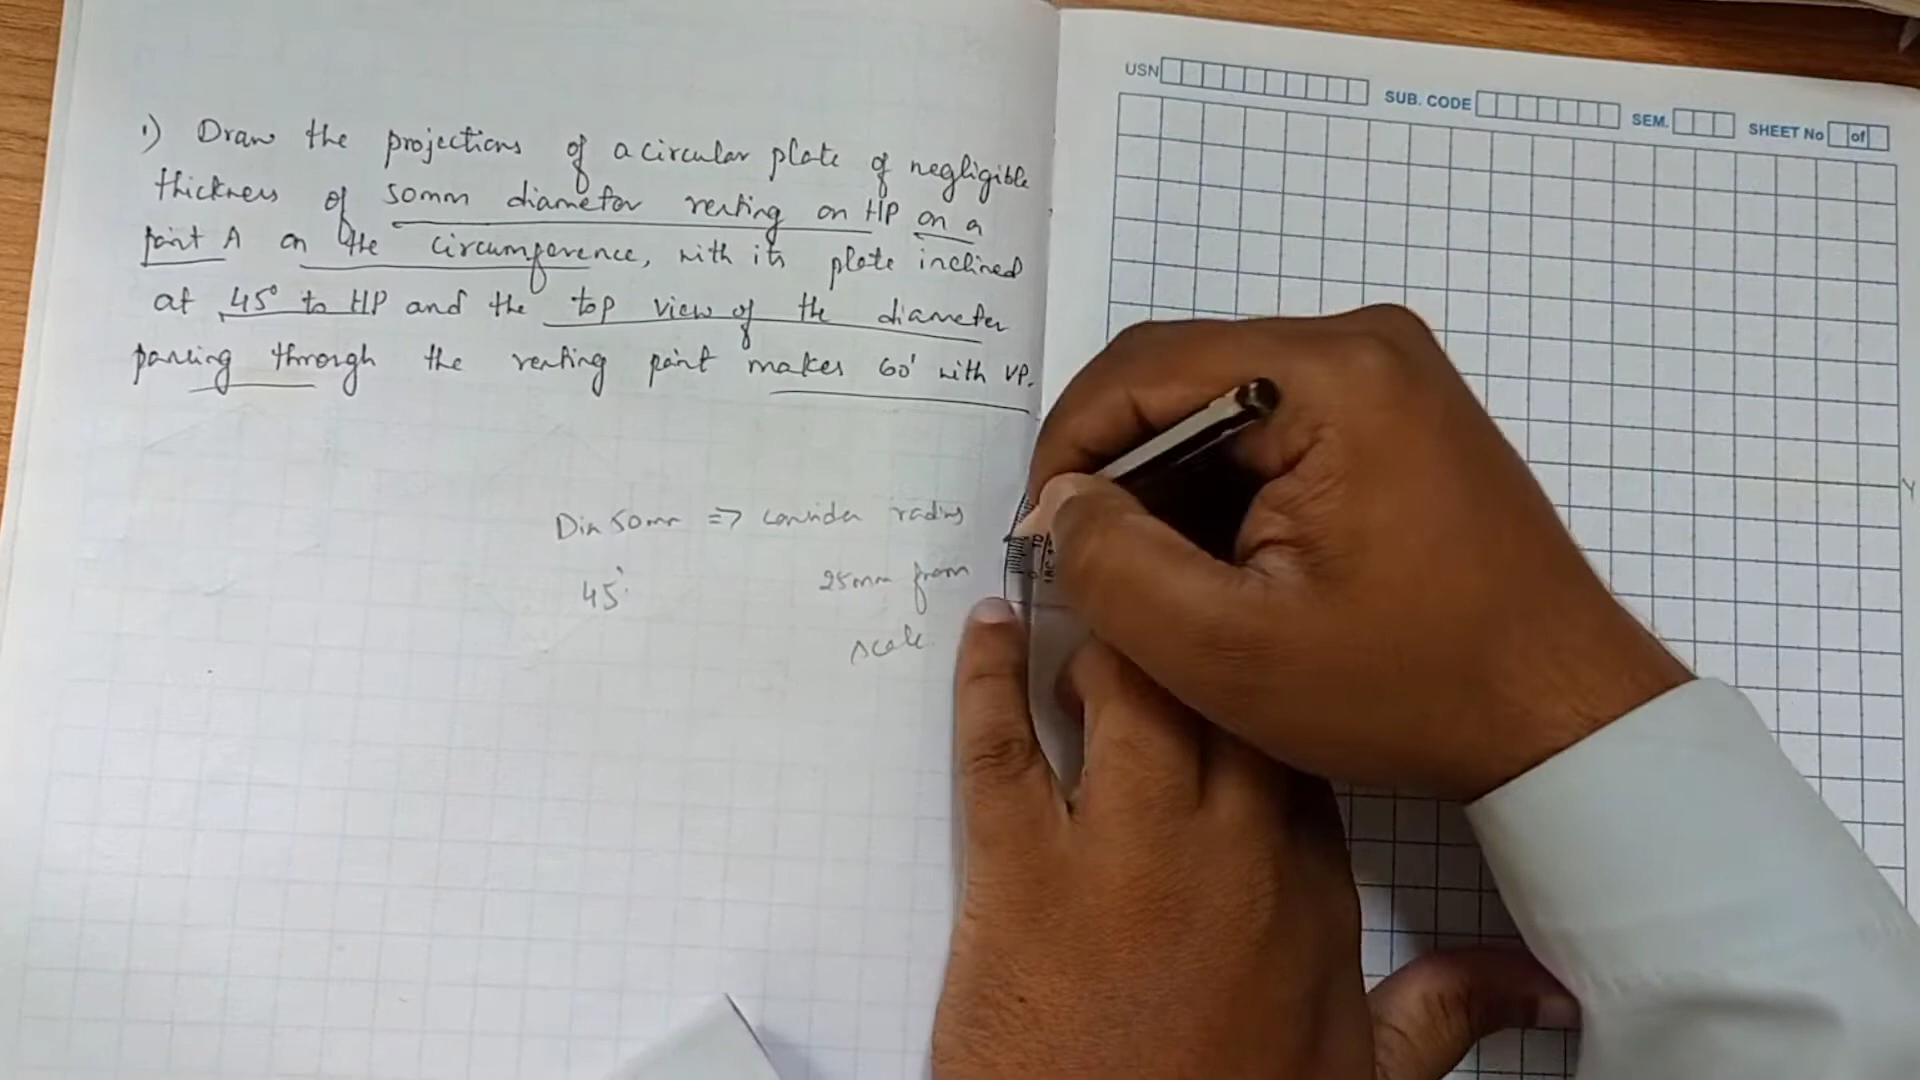 1) Draw the projections of a circular plate of negligible
thickness of 50mm diameter resting on HP on a
point A on the circumference, with its plate inclined
at 45° to HP and the top view of the diameter
passing through the resting point makes 60° with VP.
Dia 50mm => consider radius
45°
25mm from
scale
USN
SUB. CODE
SEM.
SHEET No of
Y
0 10